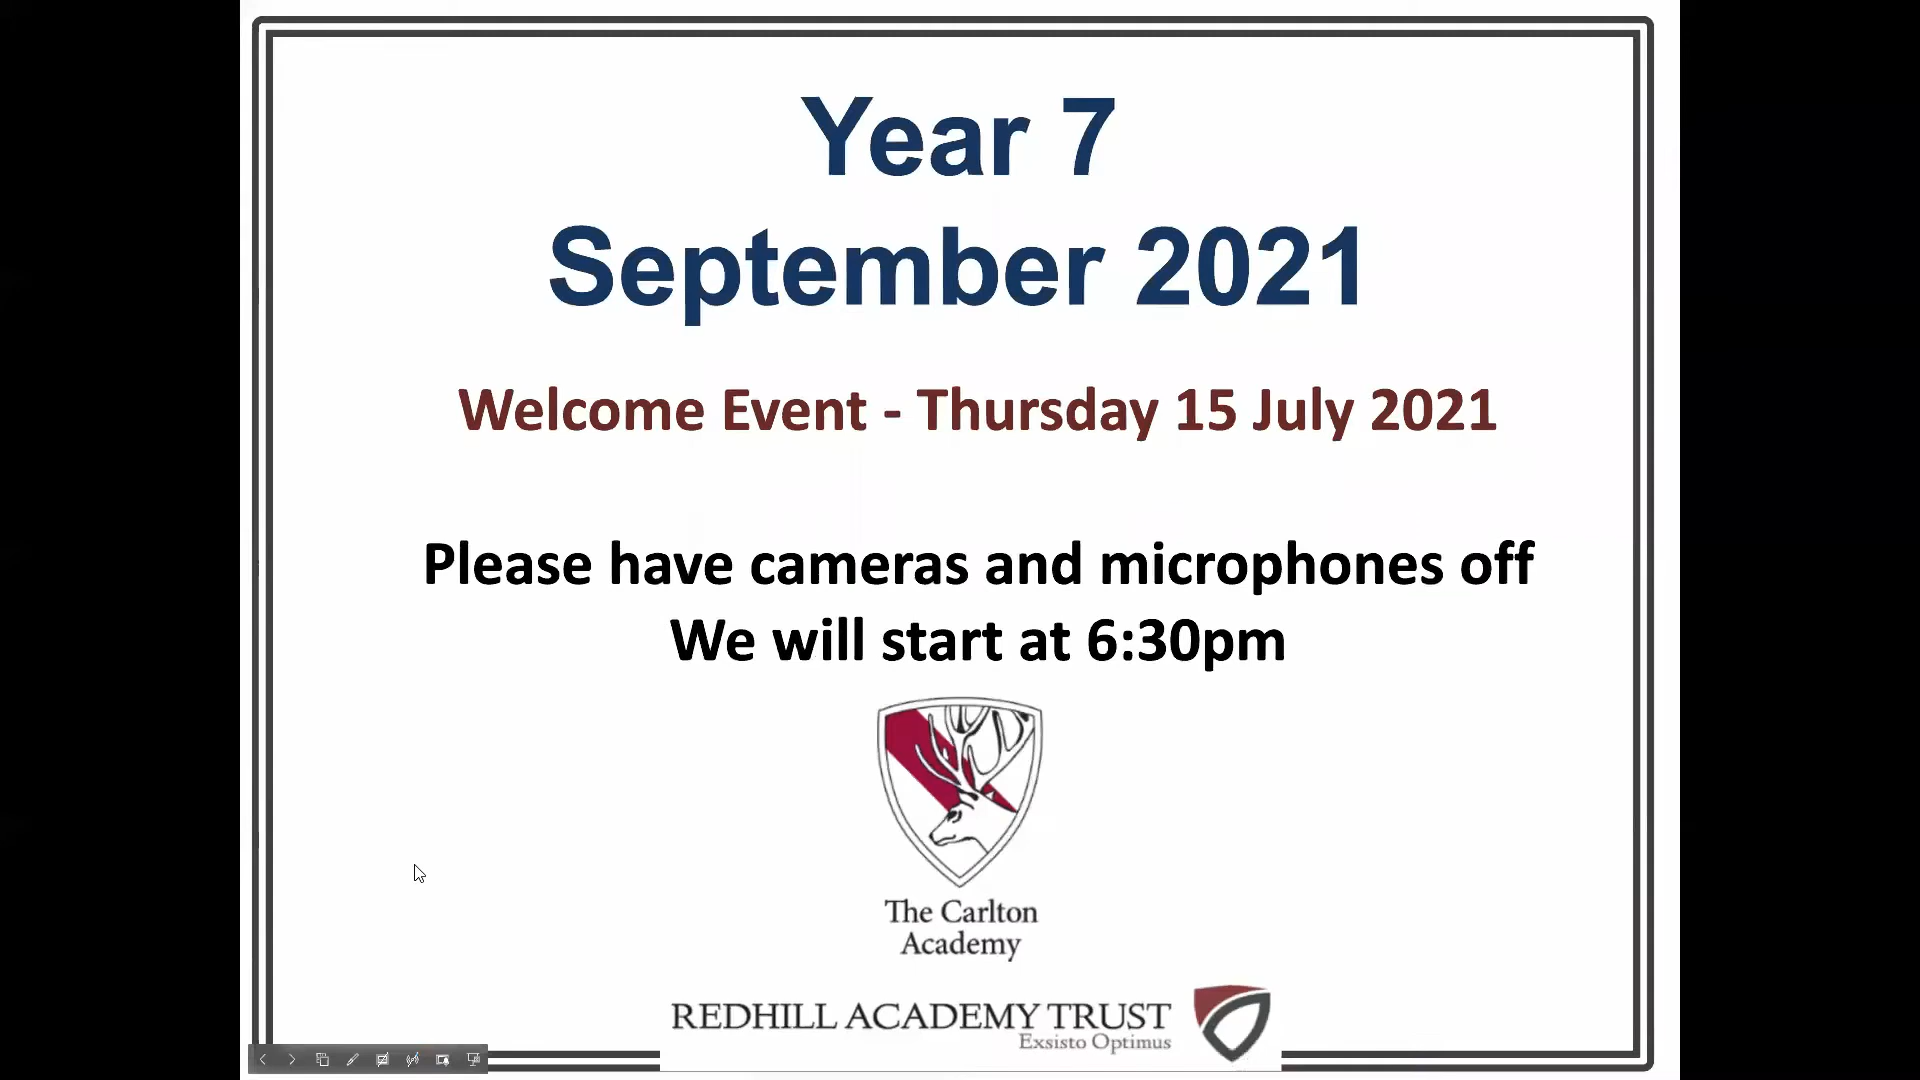 Year 7
September 2021
Welcome Event - Thursday 15 July 2021
Please have cameras and microphones off
We will start at 6:30pm
The Carlton
Academy
REDHILL ACADEMY TRUST
Exsisto Optimus